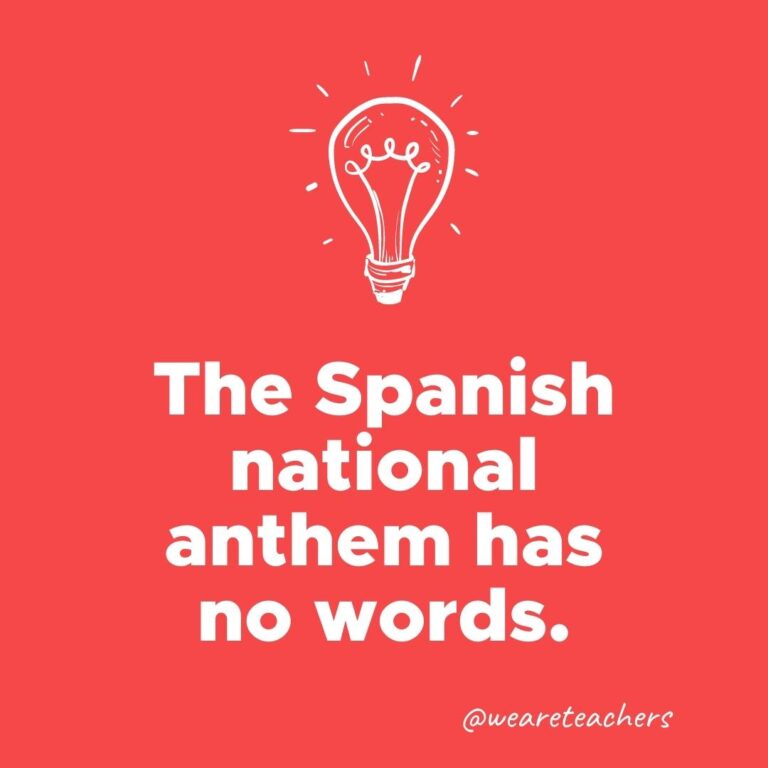 The Spanish
national
anthem has
no words.
@weareteachers